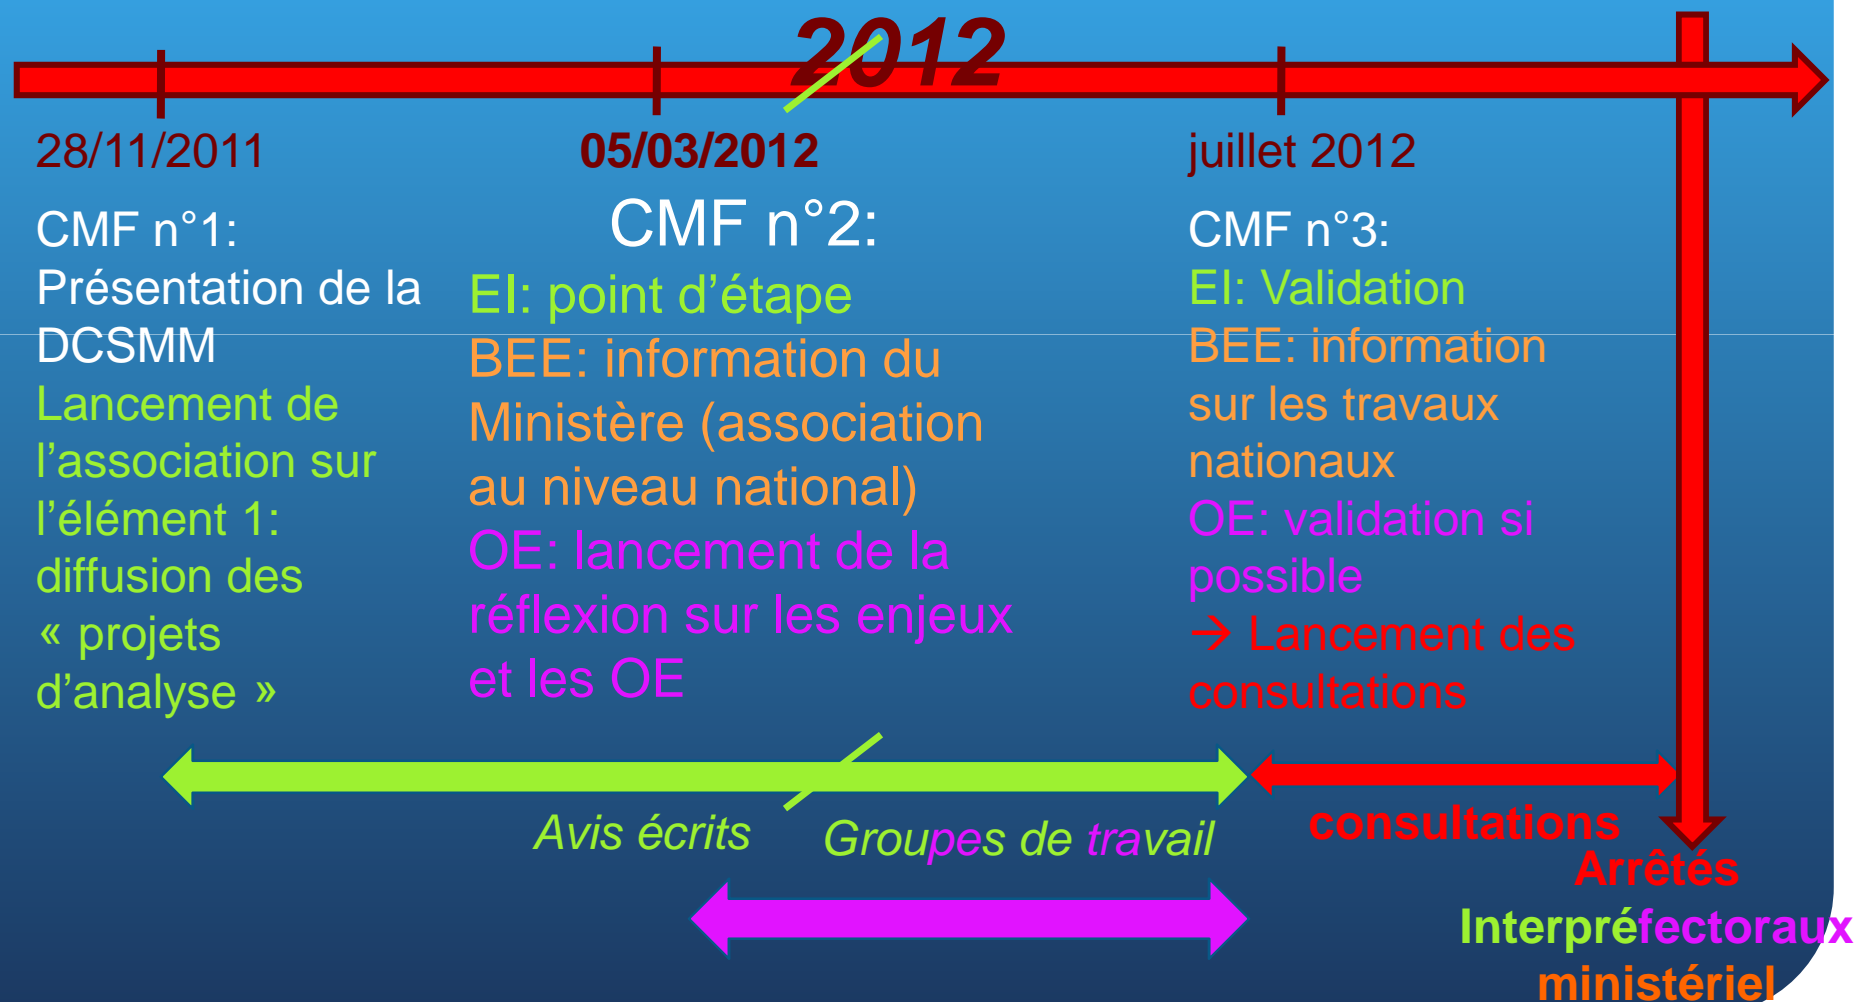 2012
28/11/2011
CMF n°1:
Présentation de la
DCSMM
Lancement de
l’association sur
l’élément 1:
diffusion des
« projets
d’analyse »
05/03/2012
CMF n°2:
EI: point d’étape
BEE: information du
Ministère (association
au niveau national)
OE: lancement de la
réflexion sur les enjeux
et les OE
juillet 2012
CMF n°3:
EI: Validation
BEE: information
sur les travaux
nationaux
OE: validation si
possible
→ Lancement des
consultations
Avis écrits
Groupes de travail
consultations
Arrêtés
Interpréfectoraux
ministériel